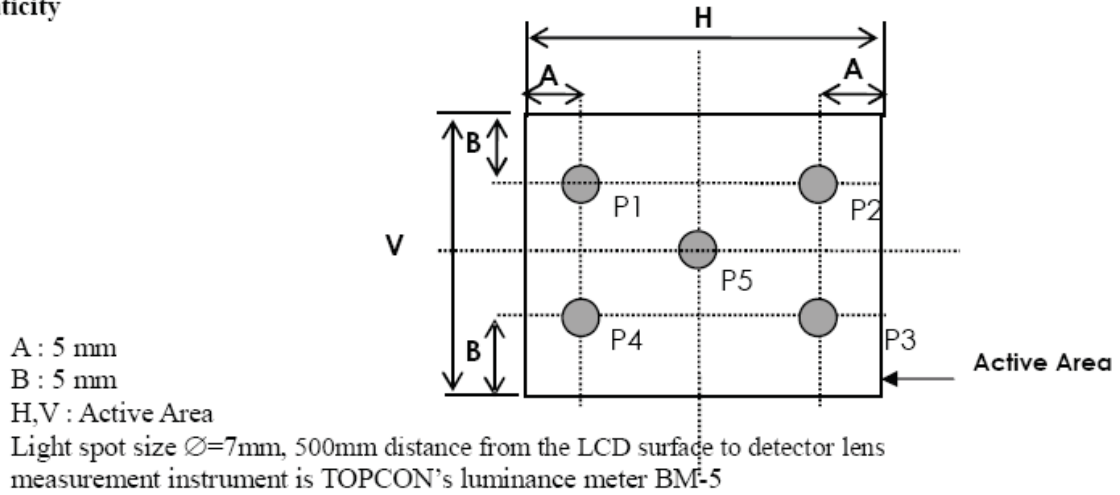 H
A
A
B
P1
P2
V
P5
B
P4
P3
Active Area
A : 5 mm
B : 5 mm
H,V : Active Area
Light spot size ∅=7mm, 500mm distance from the LCD surface to detector lens
measurement instrument is TOPCON’s luminance meter BM-5